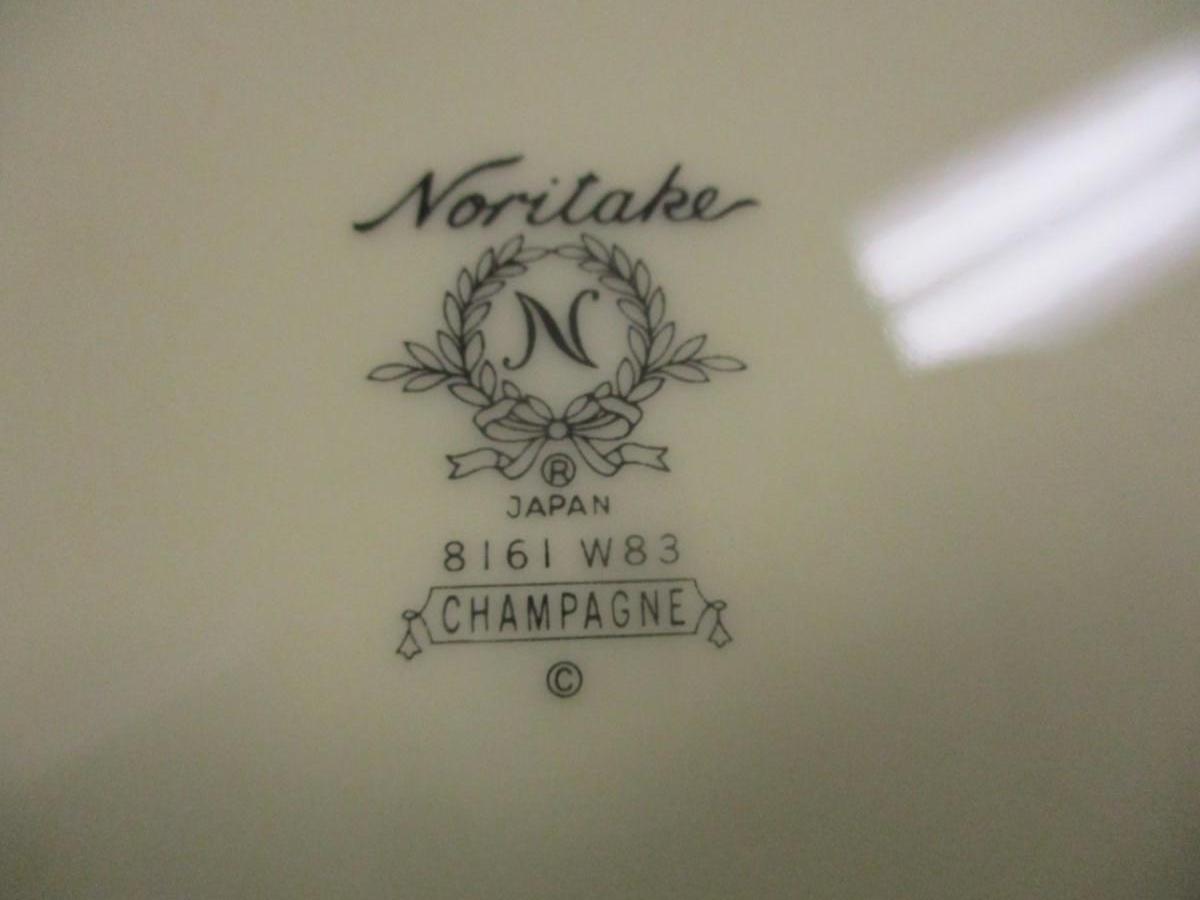 Noritake
N
®
JAPAN
8161 W83
CHAMPAGNE
©